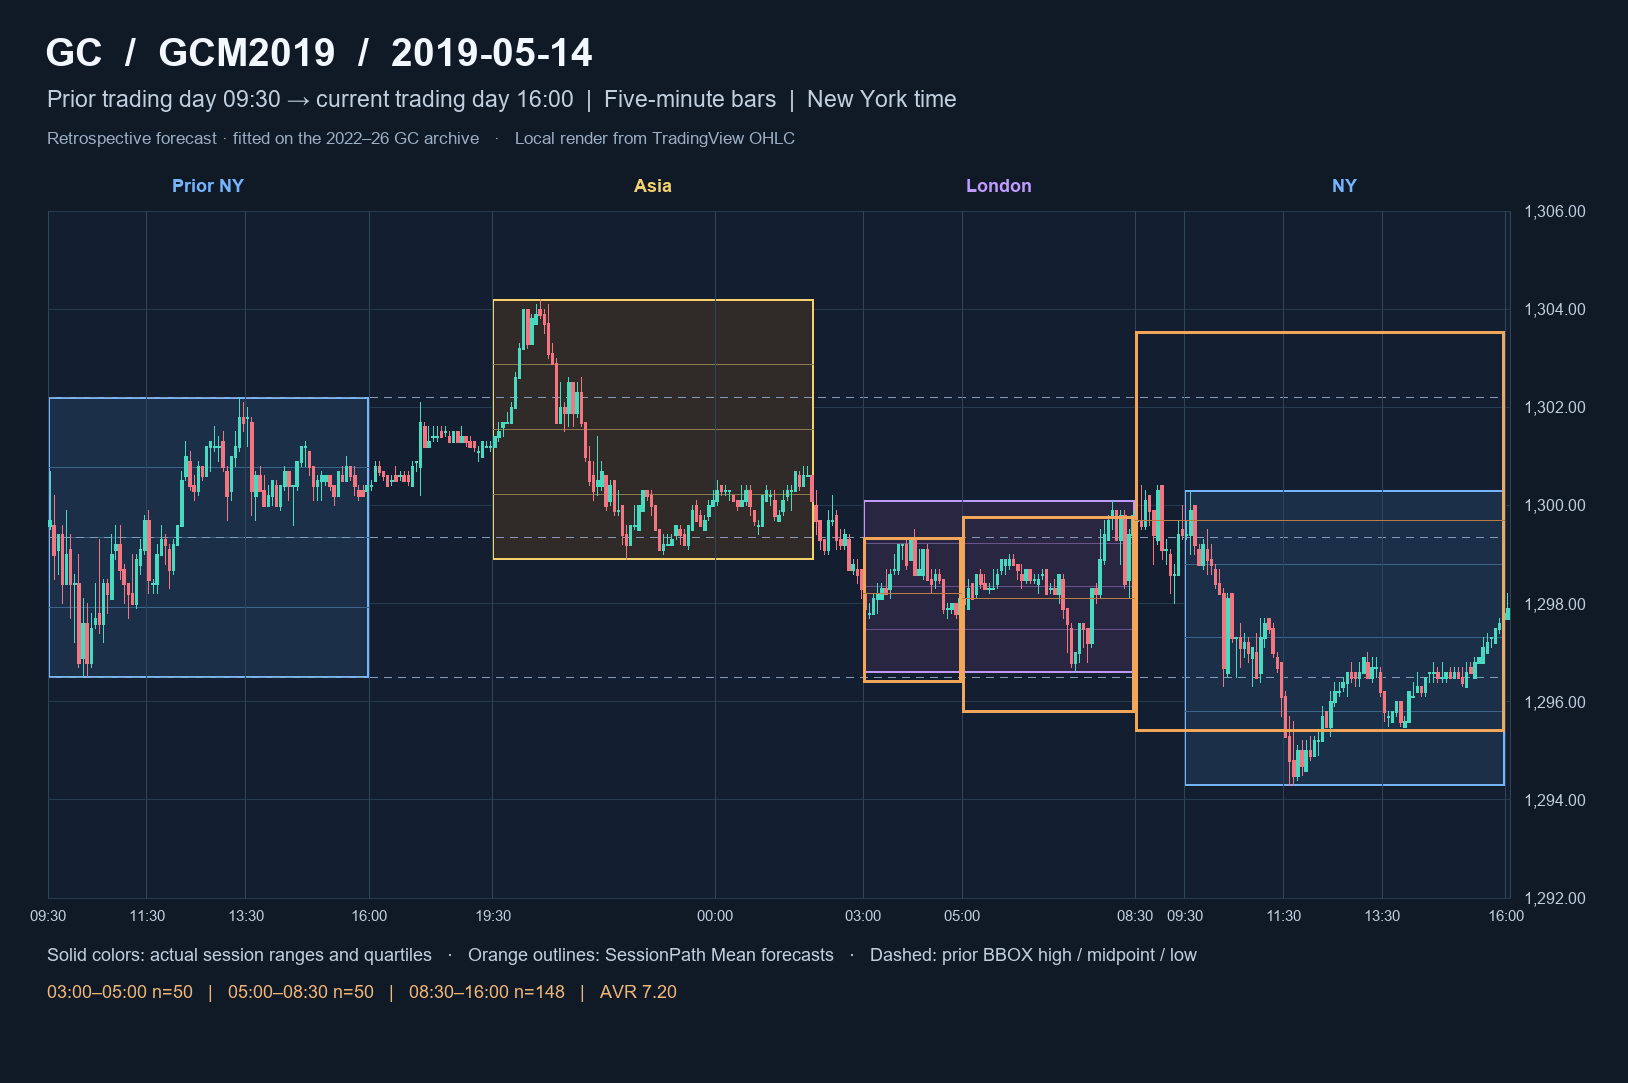 GC / GCM2019 / 2019-05-14
Prior trading day 09:30 → current trading day 16:00 | Five-minute bars | New York time
Retrospective forecast · fitted on the 2022–26 GC archive · Local render from TradingView OHLC
Prior NY Asia London NY
1,306.00
1,304.00
1,302.00
1,300.00
1,298.00
1,296.00
1,294.00
1,292.00
09:30 11:30 13:30 16:00 19:30 00:00 03:00 05:00 08:30 09:30 11:30 13:30 16:00
Solid colors: actual session ranges and quartiles · Orange outlines: SessionPath Mean forecasts · Dashed: prior BBOX high / midpoint / low
03:00–05:00 n=50 | 05:00–08:30 n=50 | 08:30–16:00 n=148 | AVR 7.20